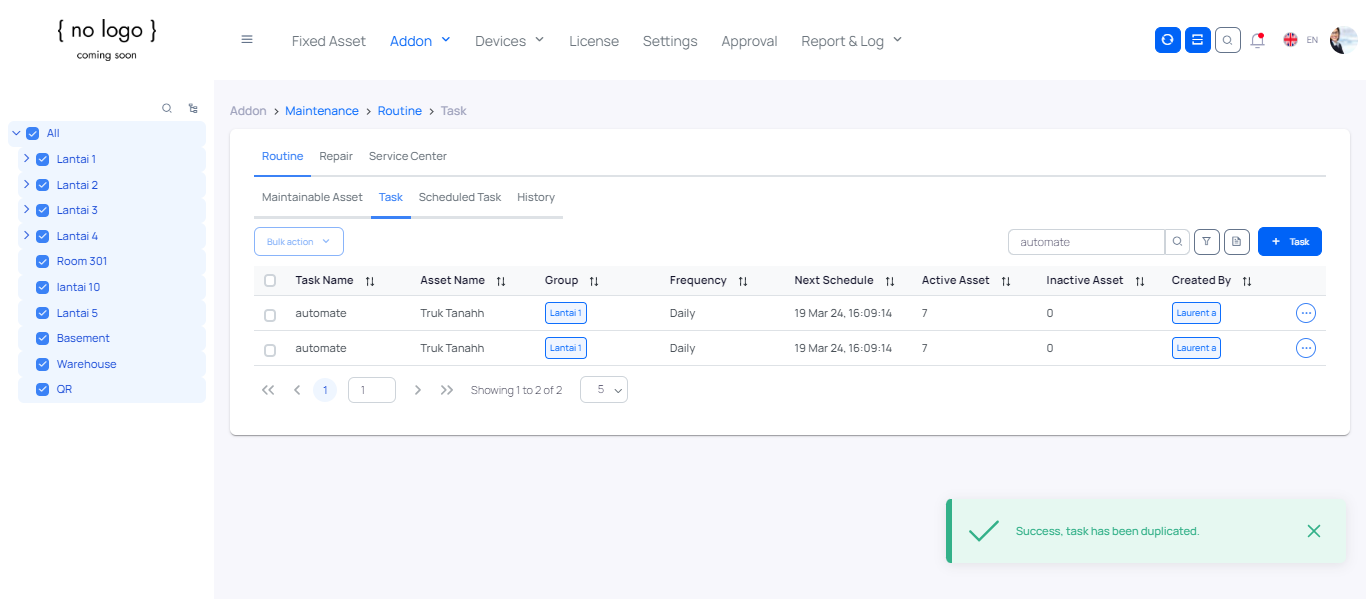 { no logo }
coming soon
Fixed Asset Addon Devices License Settings Approval Report & Log EN
Addon > Maintenance > Routine > Task
All
Lantai 1
Lantai 2
Lantai 3
Lantai 4
Room 301
lantai 10
Lantai 5
Basement
Warehouse
QR
Routine Repair Service Center
Maintainable Asset Task Scheduled Task History
Bulk action automate + Task
Task Name Asset Name Group Frequency Next Schedule Active Asset Inactive Asset Created By
automate Truk Tanahh Lantai 1 Daily 19 Mar 24, 16:09:14 7 0 Laurent a
automate Truk Tanahh Lantai 1 Daily 19 Mar 24, 16:09:14 7 0 Laurent a
1 1 Showing 1 to 2 of 2 5
Success, task has been duplicated.